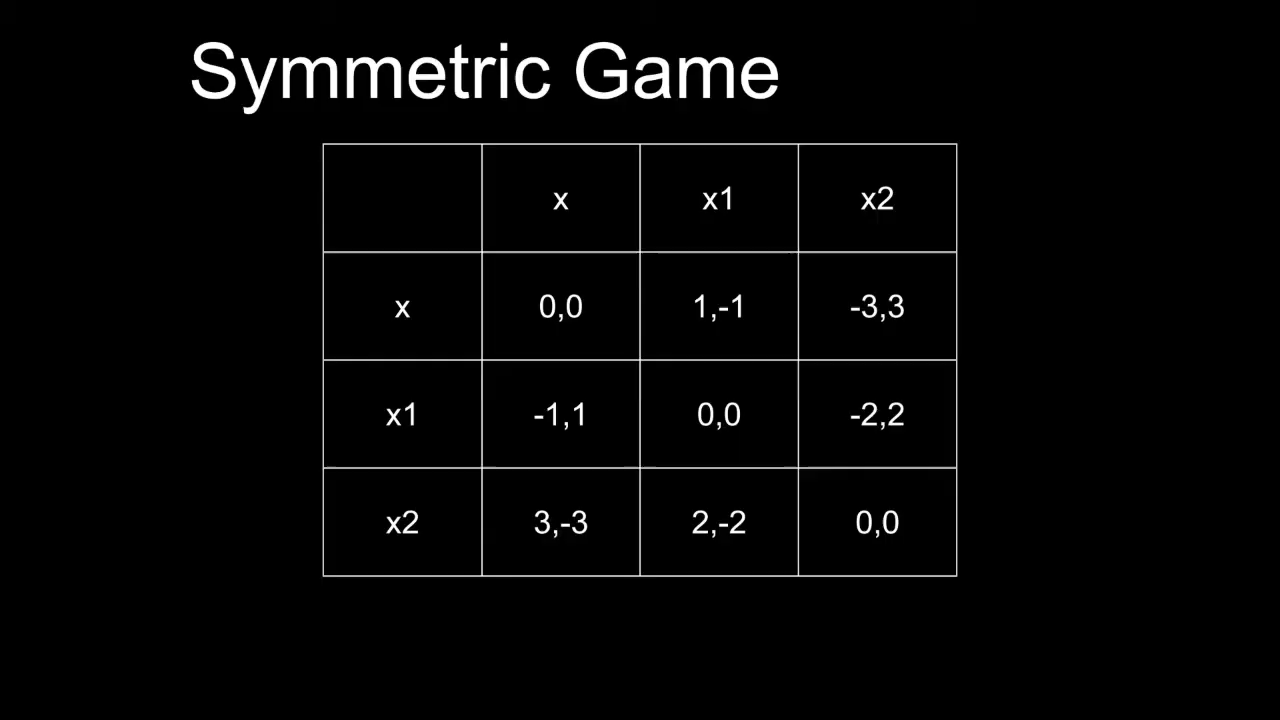 Symmetric Game
x x1 x2
x 0,0 1,-1 -3,3
x1 -1,1 0,0 -2,2
x2 3,-3 2,-2 0,0